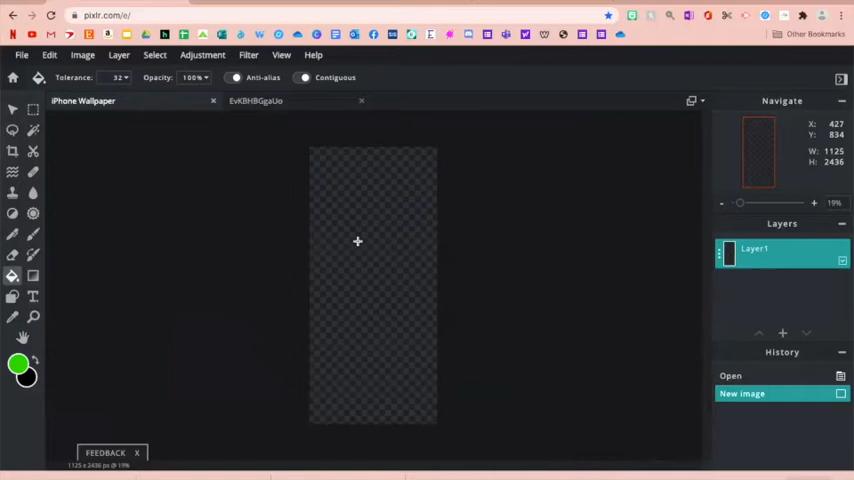 pixlr.com/e/
Other Bookmarks
File Edit Image Layer Select Adjustment Filter View Help
Tolerance: 32 Opacity: 100% Anti-alias Contiguous
iPhone Wallpaper X EvKBHBGgaUo X
Navigate
X: 427
Y: 834
W: 1125
H: 2436
- + 19%
Layers
Layer1
History
Open
New image
FEEDBACK X
1125 x 2436 px @ 19%